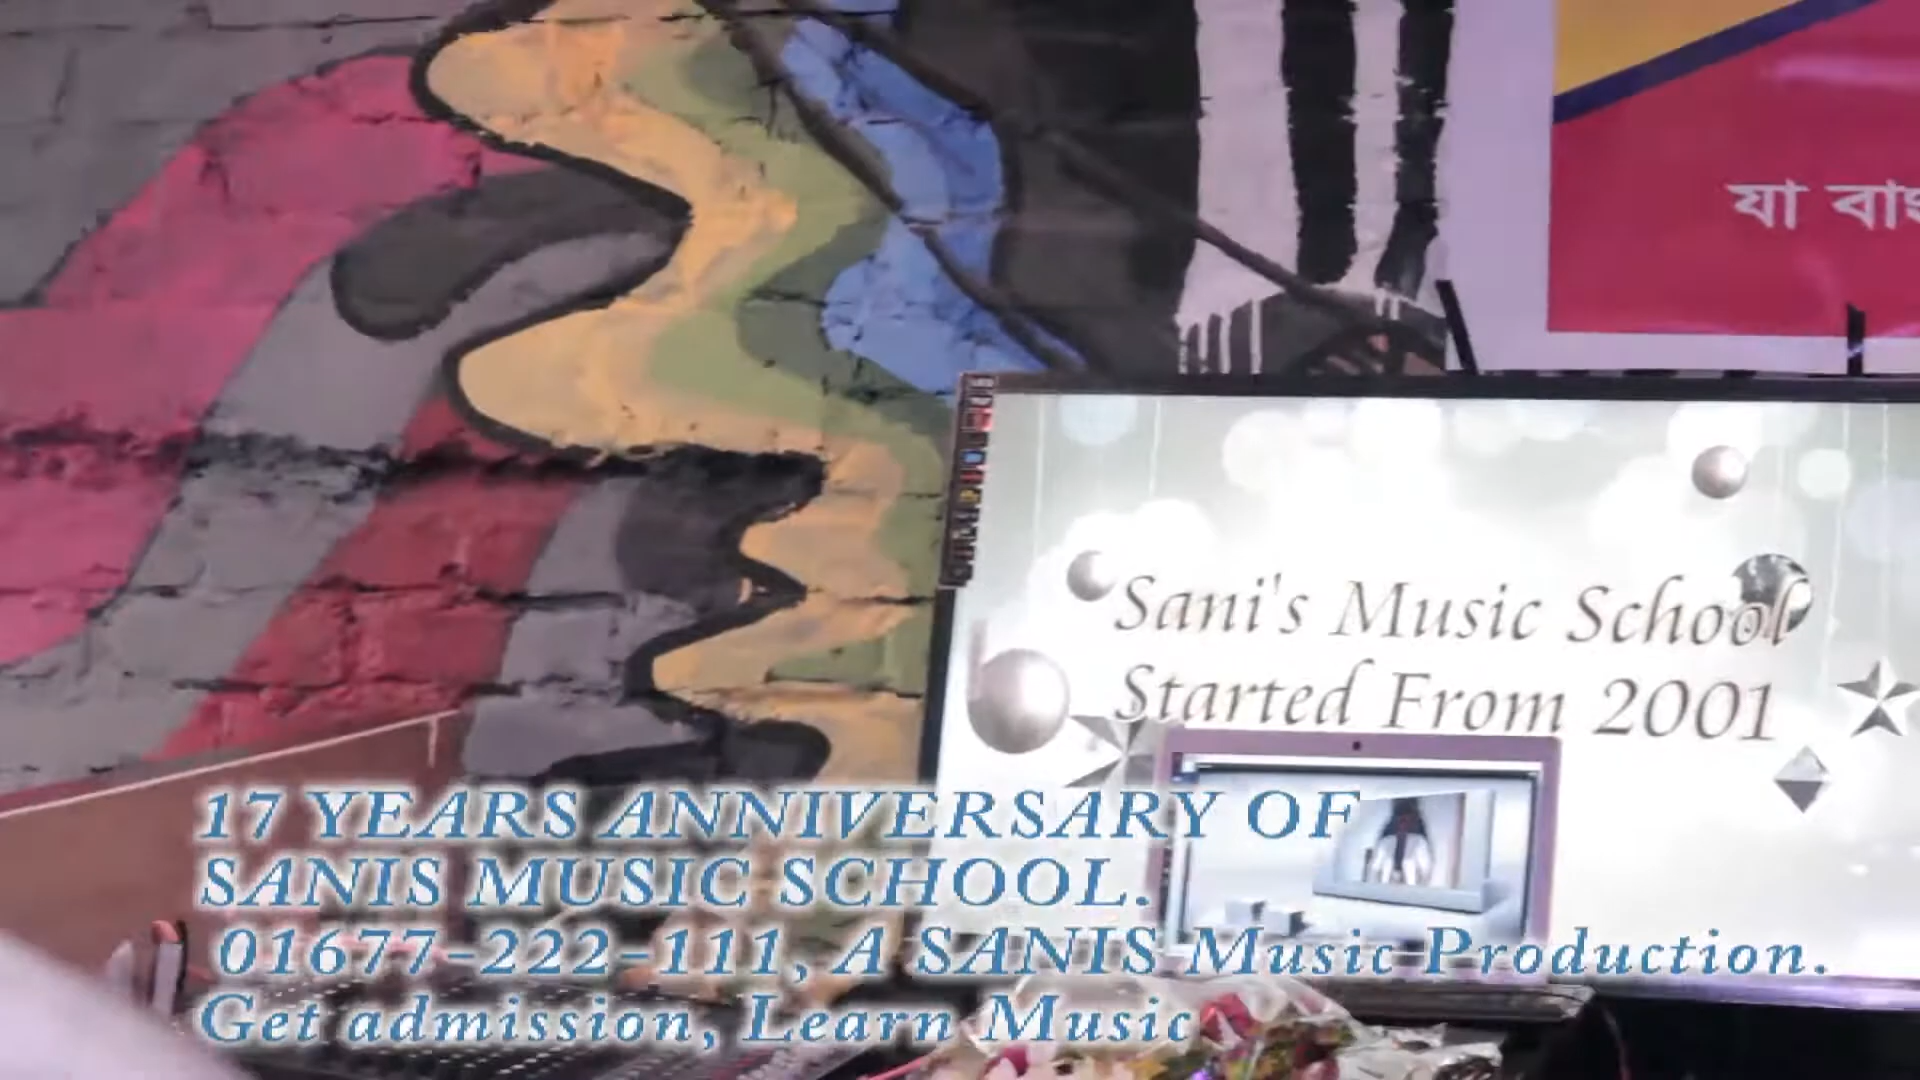 যা
Sani's Music School
Started From 2001
17 YEARS ANNIVERSARY OF
SANIS MUSIC SCHOOL.
01677-222-111, A SANIS Music Production.
Get admission, Learn Music